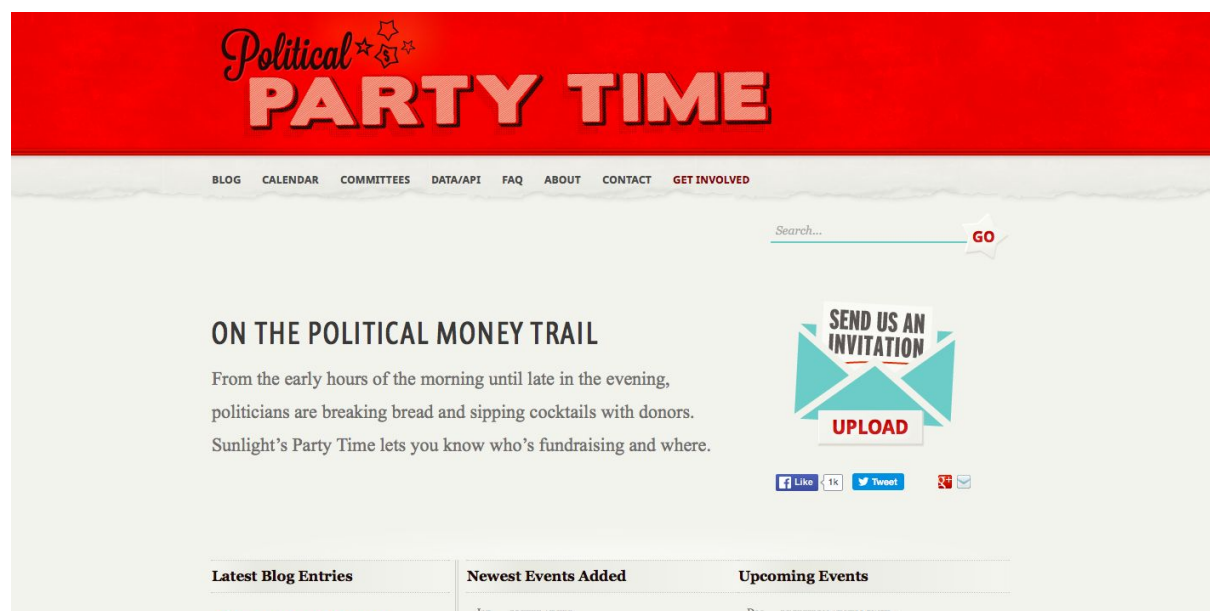 Political
$
PARTY TIME
BLOG CALENDAR COMMITTEES DATA/API FAQ ABOUT CONTACT GET INVOLVED
Search...
GO
ON THE POLITICAL MONEY TRAIL
From the early hours of the morning until late in the evening,
politicians are breaking bread and sipping cocktails with donors.
Sunlight’s Party Time lets you know who’s fundraising and where.
SEND US AN
INVITATION
UPLOAD
Like 1k Tweet g+
Latest Blog Entries Newest Events Added Upcoming Events